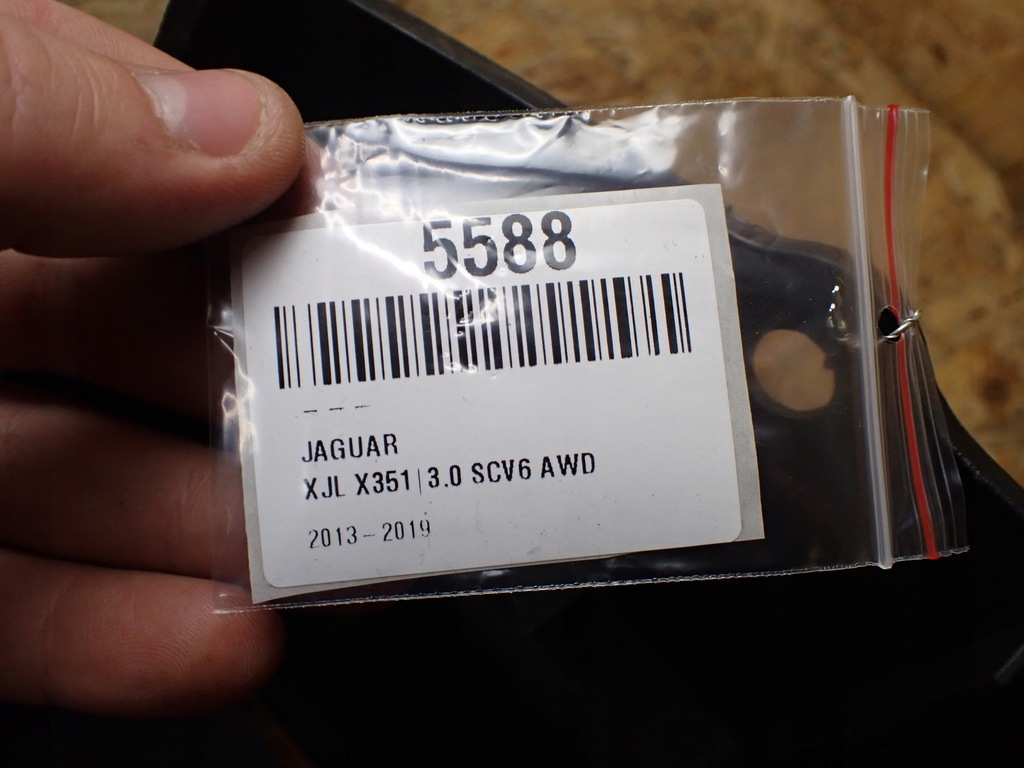 5588
– – –
JAGUAR
XJL X351|3.0 SCV6 AWD
2013-2019